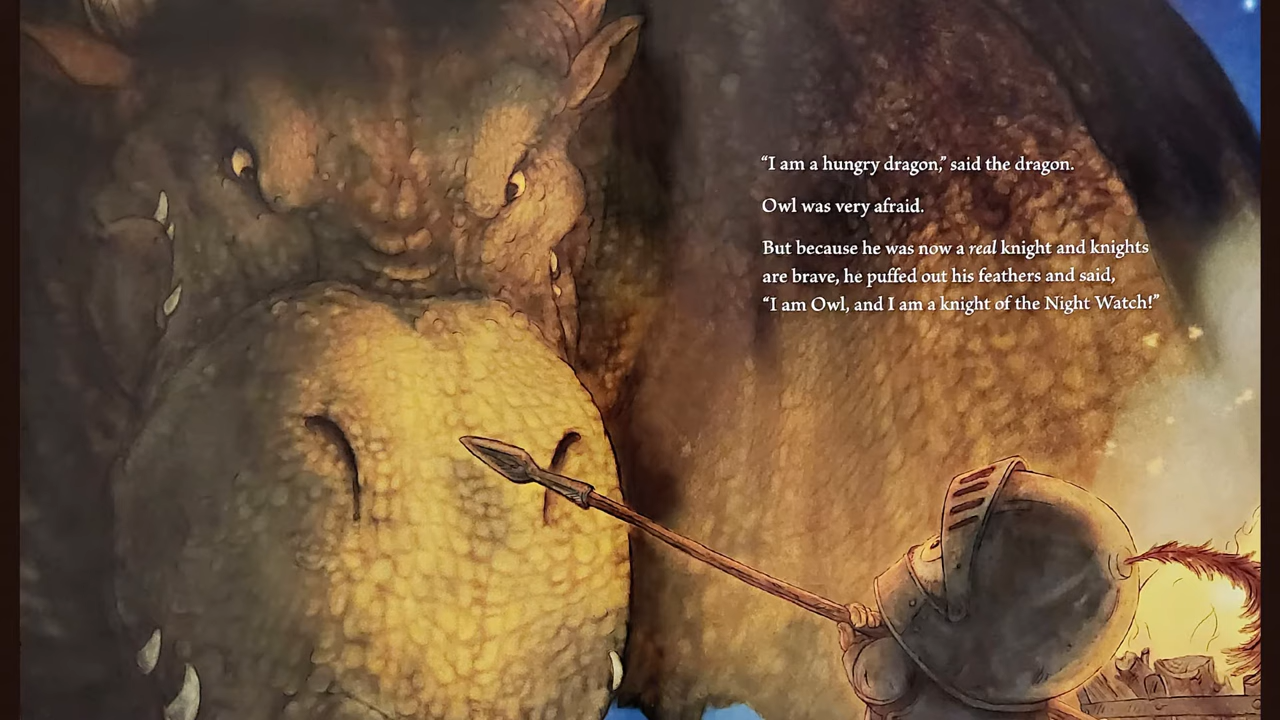 “I am a hungry dragon,” said the dragon.
Owl was very afraid.
But because he was now a real knight and knights
are brave, he puffed out his feathers and said,
“I am Owl, and I am a knight of the Night Watch!”